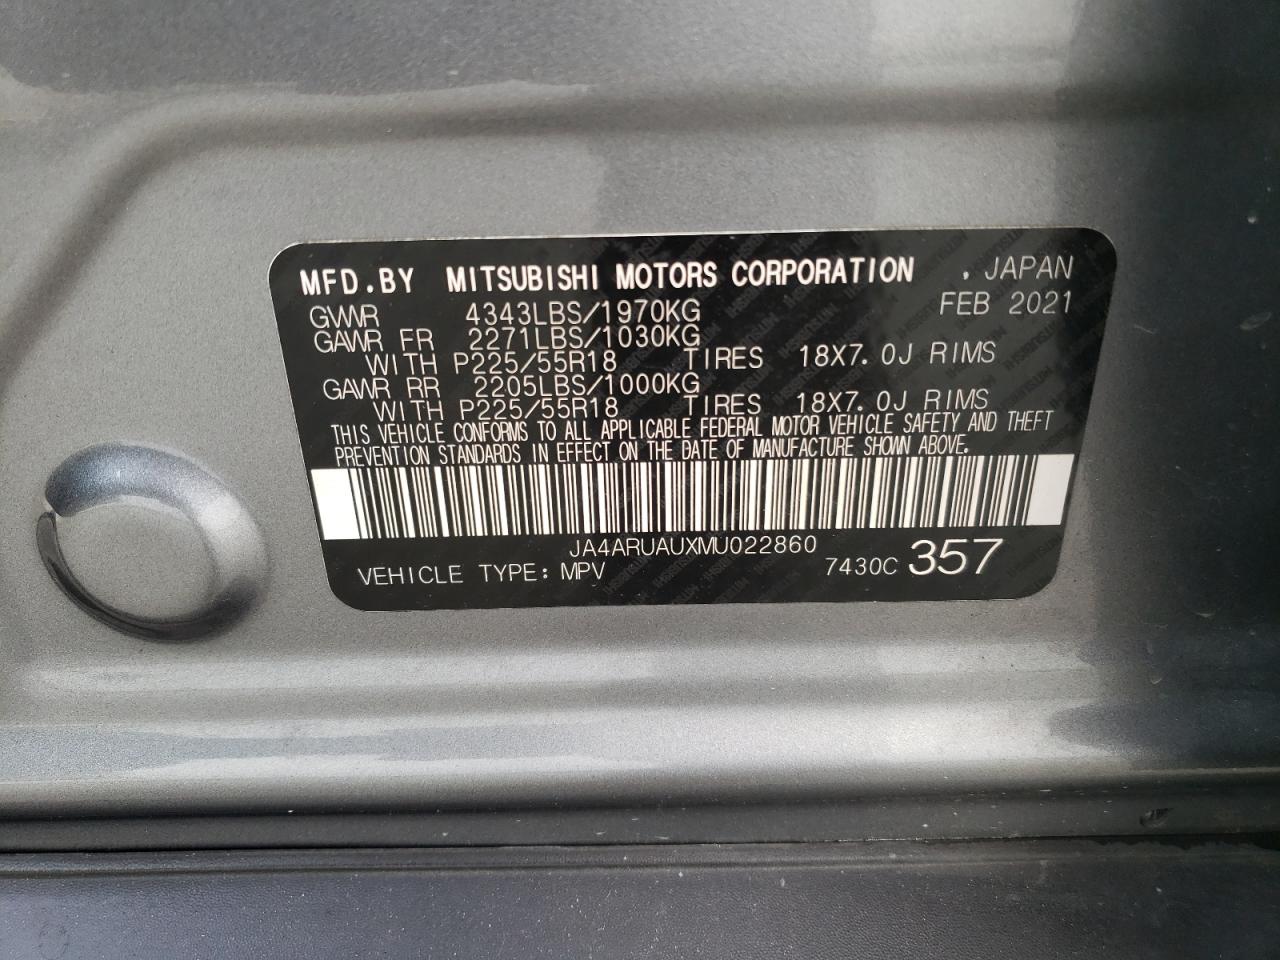 MFD.BY MITSUBISHI MOTORS CORPORATION . JAPAN
GVWR 4343LBS/1970KG FEB 2021
GAWR FR 2271LBS/1030KG
WITH P225/55R18 TIRES 18X7.0J RIMS
GAWR RR 2205LBS/1000KG
WITH P225/55R18 TIRES 18X7.0J RIMS
THIS VEHICLE CONFORMS TO ALL APPLICABLE FEDERAL MOTOR VEHICLE SAFETY AND THEFT
PREVENTION STANDARDS IN EFFECT ON THE DATE OF MANUFACTURE SHOWN ABOVE.
JA4ARUAUXMU022860
VEHICLE TYPE: MPV 7430C 357